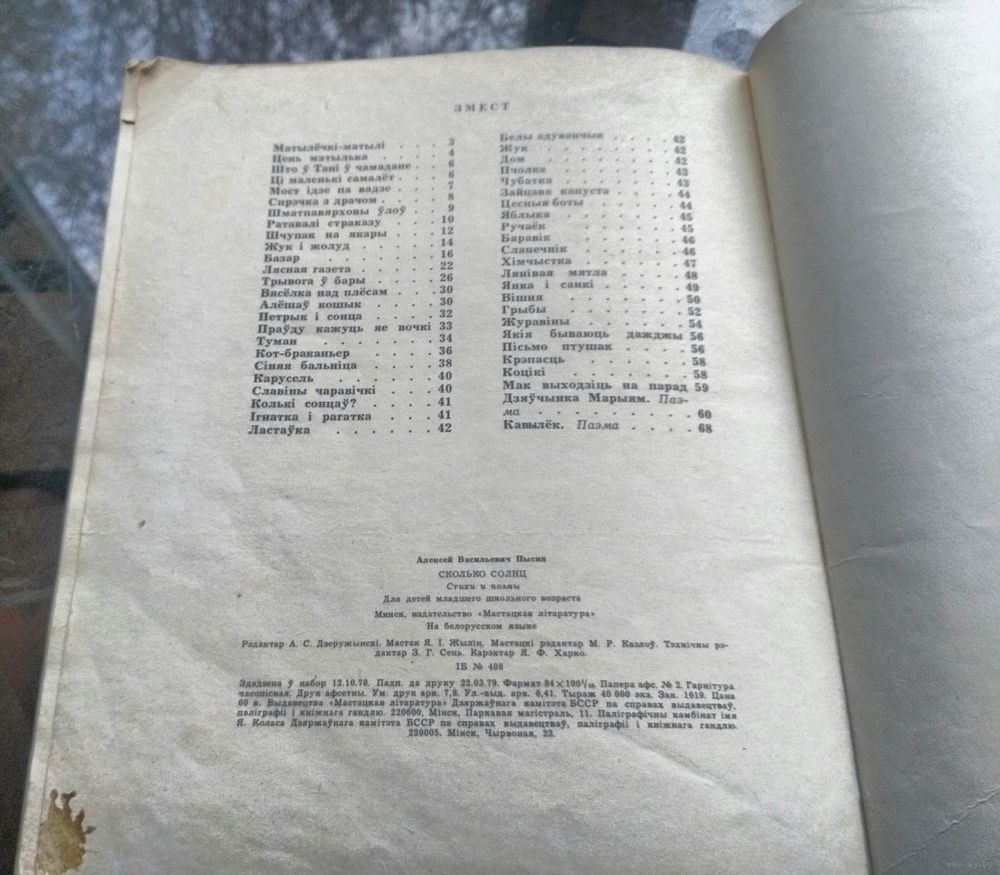 ЗМЕСТ
Матылёчкі-матылі . . . 3
Цень матылька . . . . 4
Што ў Тані ў чамадане . . 6
Ці маленькі самалёт . . . 6
Мост ідзе па вадзе . . . 7
Спрэчка з драчом . . . . 8
Шматпавярховы ўлоў . . 9
Ратавалі страказу . . . 10
Шчупак на якары . . . 12
Жук і жолуд . . . . . 14
Базар . . . . . . 16
Лясная газета . . . . 22
Трывога ў бары . . . . 26
Вясёлка над плёсам . . . 30
Алёшаў кошык . . . . 30
Петрык і сонца . . . . 32
Праўду кажуць не вочкі 33
Туман . . . . . . 34
Кот-браканьер . . . . 36
Сіняя бальніца . . . . 38
Карусель . . . . . 40
Славіны чаравічкі . . . 40
Колькі сонцаў? . . . . 41
Ігнатка і рагатка . . . . 41
Ластаўка . . . . . 42
Белы адуванчык . . . . 42
Жук . . . . . . . 42
Дом . . . . . . . 42
Пчолка . . . . . . 43
Чубатка . . . . . . 43
Зайцава капуста . . . . 44
Цесныя боты . . . . . 44
Яблыка . . . . . . 45
Ручаёк . . . . . . 45
Баравік . . . . . . 46
Сланечнік . . . . . 46
Хімчыстка . . . . . 47
Лянівая мятла . . . . 48
Янка і санкі . . . . . 49
Вішня . . . . . . 50
Грыбы . . . . . . 52
Журавіны . . . . . 54
Якія бываюць дажджы 56
Пісьмо птушак . . . . 56
Крэпасць . . . . . 58
Коцікі . . . . . . 58
Мак выходзіць на парад 59
Дзяўчынка Марыям. Паэ-
ма . . . . . . . . 60
Кавылёк. Паэма . . . . 68
Алексей Васильевич Пысин
СКОЛЬКО СОЛНЦ
Стихи и поэмы
Для детей младшего школьного возраста
Минск, издательство «Мастацкая літаратура»
На белорусском языке
Рэдактар А. С. Дзеружынскі. Мастак Я. І. Жылін. Мастацкі рэдактар М. Р. Казлоў. Тэхнічны рэ-
дактар З. Г. Сень. Карэктар Я. Ф. Харко.
ІБ № 408
Здадзена ў набор 12.10.78. Падп. да друку 22.03.79. Фармат 84×100 1/16. Папера афс. № 2. Гарнітура
часопісная. Друк афсетны. Ум. друк арк. 7,8. Ул.-выд. арк. 6,41. Тыраж 40 000 экз. Зак. 1619. Цана
60 к. Выдавецтва «Мастацкая літаратура» Дзяржаўнага камітэта БССР па справах выдавецтваў,
паліграфіі і кніжнага гандлю. 220600, Мінск, Паркавая магістраль, 11. Паліграфічны камбінат імя
Я. Коласа Дзяржаўнага камітэта БССР па справах выдавецтваў, паліграфіі і кніжнага гандлю.
220005. Мінск, Чырвоная, 23.